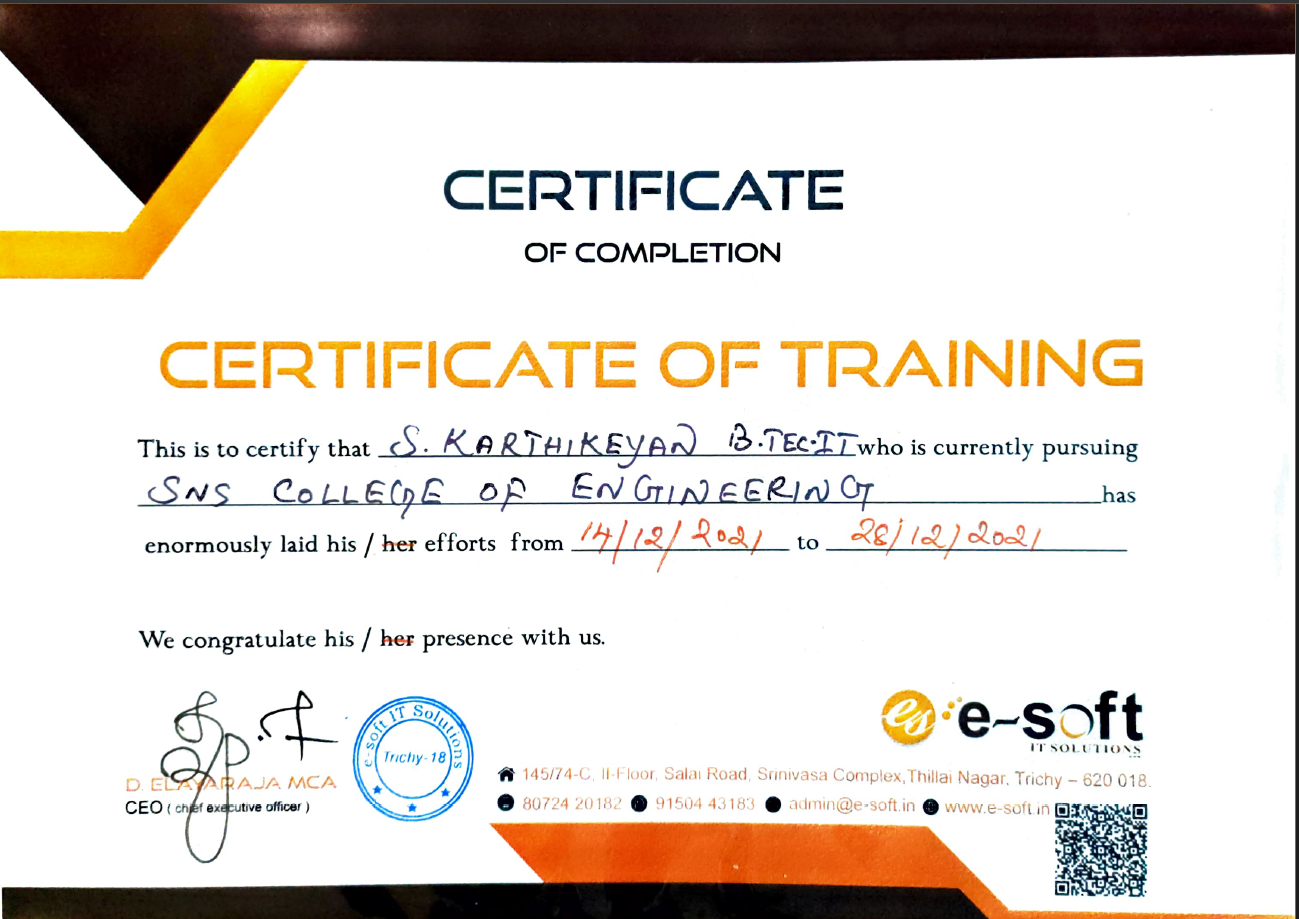 CERTIFICATE
OF COMPLETION
CERTIFICATE OF TRAINING
This is to certify that S. KARTHIKEYAN B.TEC.IT who is currently pursuing
SNS COLLEGE OF ENGINEERING has
enormously laid his / her efforts from 14/12/2021 to 28/12/2021
We congratulate his / her presence with us.
e-soft IT Solutions
Trichy-18
es e-soft
IT SOLUTIONS
D. ELAYARAJA MCA
CEO ( chief executive officer )
145/74-C, II-Floor, Salai Road, Srinivasa Complex,Thillai Nagar, Trichy – 620 018.
80724 20182 91504 43183 admin@e-soft.in www.e-soft.in